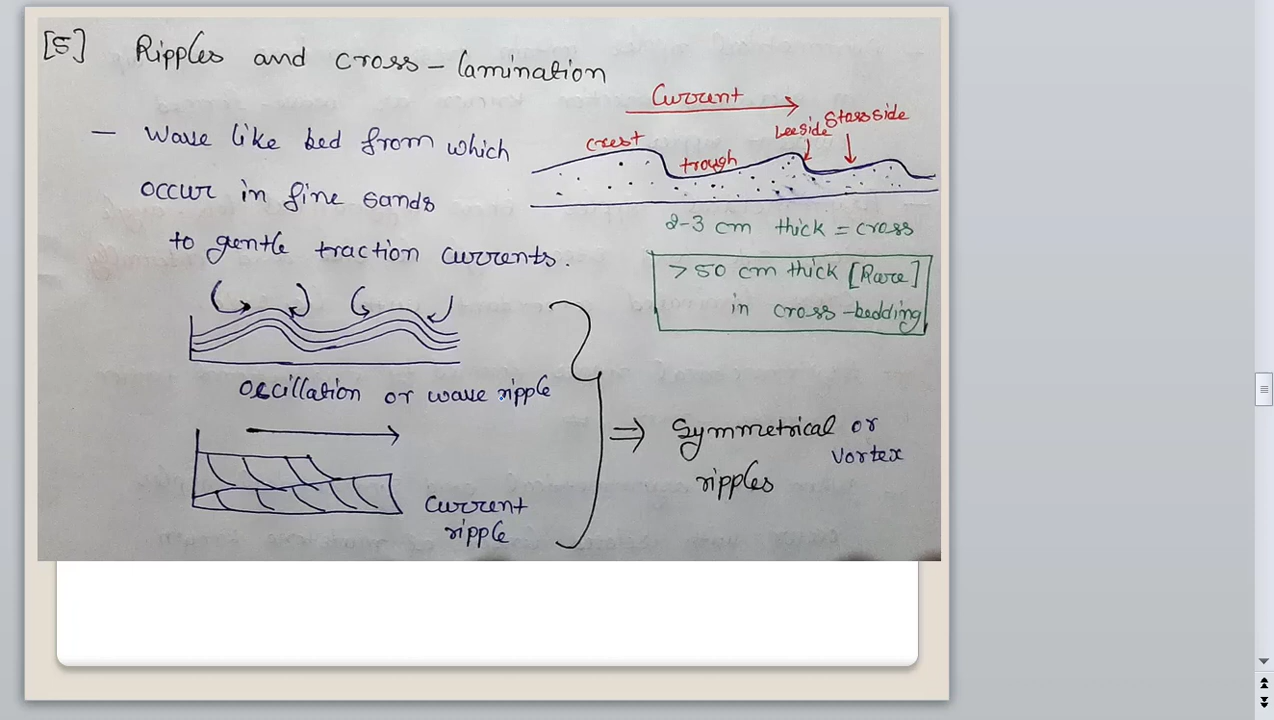 [5] Ripples and cross-lamination
– Wave like bed from which
occur in fine sands
to gentle traction currents.
Current
crest
trough
Leeside
Stossside
2-3 cm thick = cross
> 50 cm thick [Rare]
in cross-bedding
Oscillation or wave ripple
Current
ripple
⇒ Symmetrical or
vortex
ripples